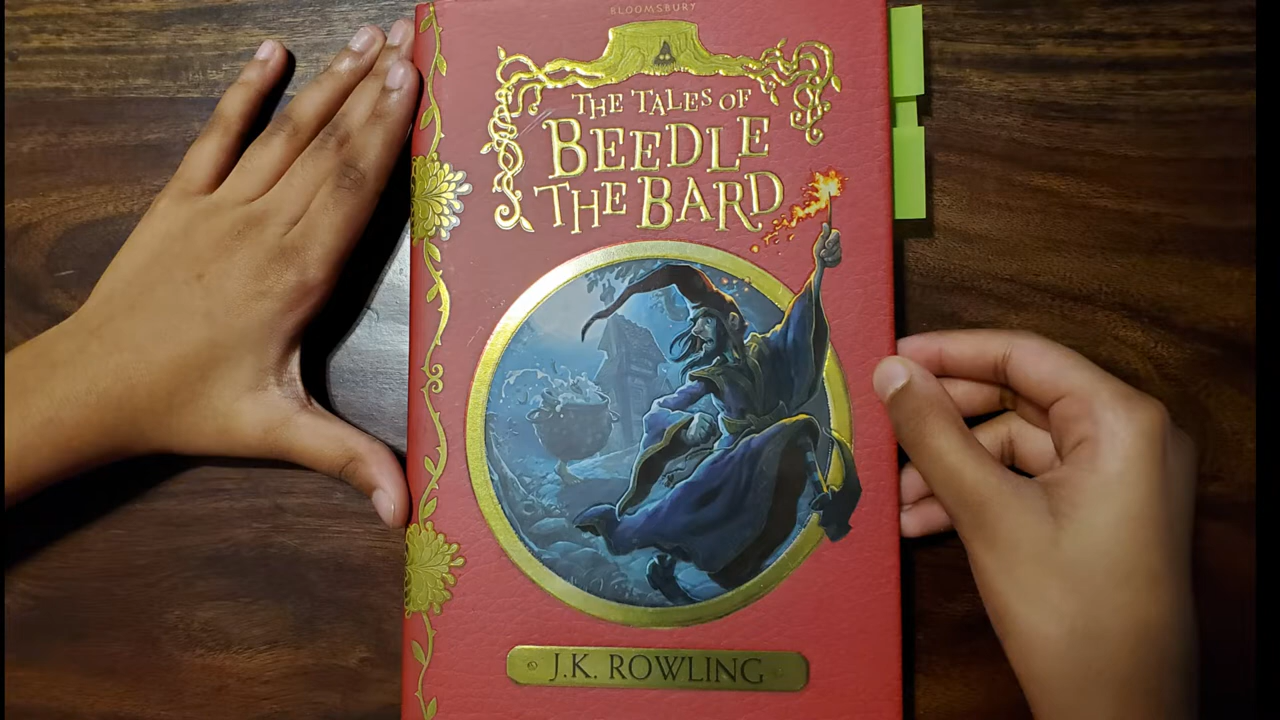 BLOOMSBURY
THE TALES OF
BEEDLE
THE BARD
J.K. ROWLING